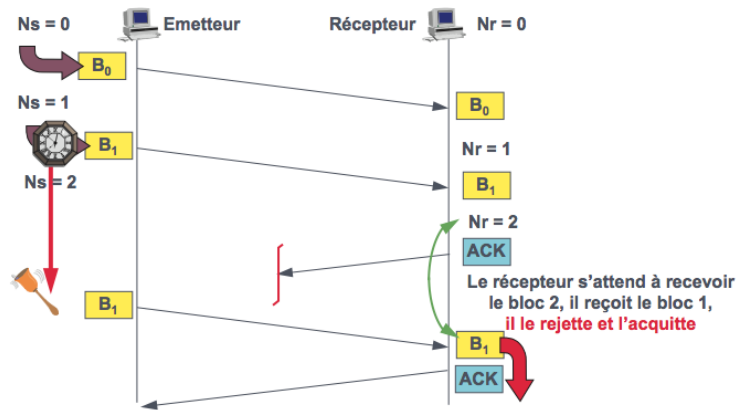 Ns = 0
Emetteur
Récepteur
Nr = 0
B0
Ns = 1
B0
B1
Nr = 1
Ns = 2
B1
Nr = 2
ACK
Le récepteur s'attend à recevoir
le bloc 2, il reçoit le bloc 1,
il le rejette et l'acquitte
B1
B1
ACK